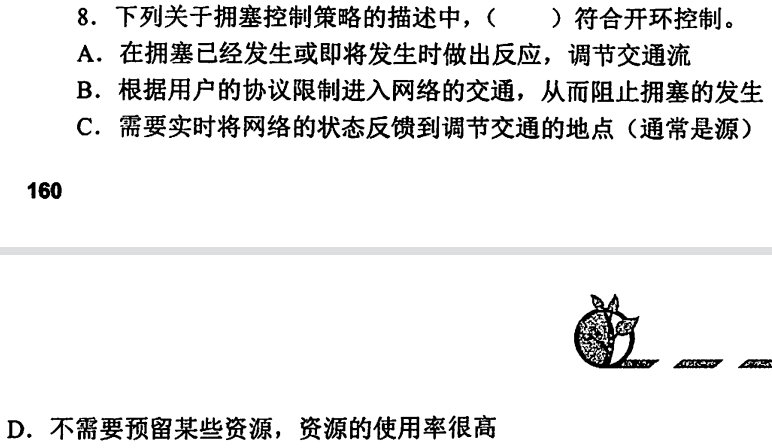 8．下列关于拥塞控制策略的描述中，（　　）符合开环控制。
A．在拥塞已经发生或即将发生时做出反应，调节交通流
B．根据用户的协议限制进入网络的交通，从而阻止拥塞的发生
C．需要实时将网络的状态反馈到调节交通的地点（通常是源）
160
D．不需要预留某些资源，资源的使用率很高